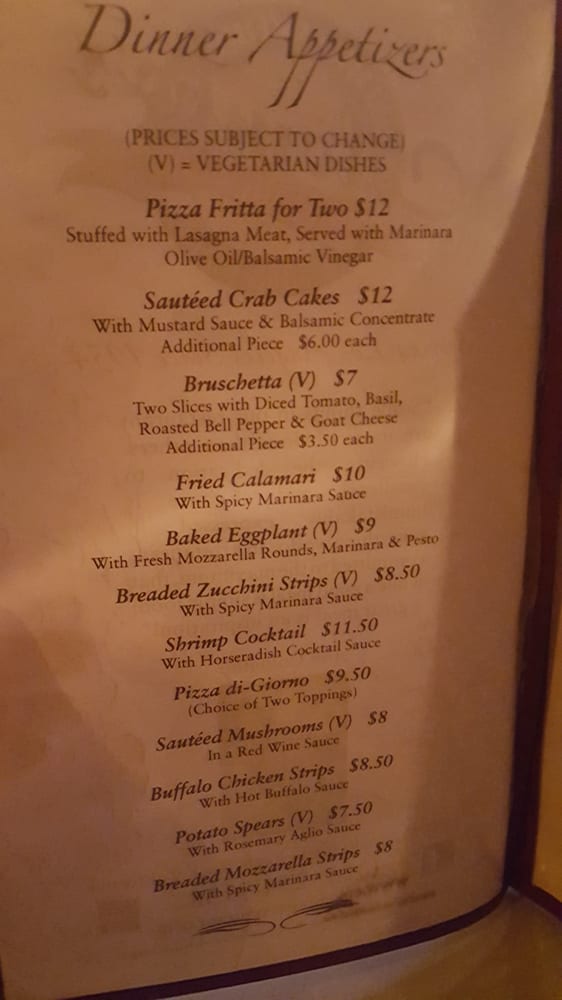 Dinner Appetizers
(PRICES SUBJECT TO CHANGE)
(V) = VEGETARIAN DISHES
Pizza Fritta for Two $12
Stuffed with Lasagna Meat, Served with Marinara
Olive Oil/Balsamic Vinegar
Sautéed Crab Cakes $12
With Mustard Sauce & Balsamic Concentrate
Additional Piece $6.00 each
Bruschetta (V) $7
Two Slices with Diced Tomato, Basil,
Roasted Bell Pepper & Goat Cheese
Additional Piece $3.50 each
Fried Calamari $10
With Spicy Marinara Sauce
Baked Eggplant (V) $9
With Fresh Mozzarella Rounds, Marinara & Pesto
Breaded Zucchini Strips (V) $8.50
With Spicy Marinara Sauce
Shrimp Cocktail $11.50
With Horseradish Cocktail Sauce
Pizza di-Giorno $9.50
(Choice of Two Toppings)
Sautéed Mushrooms (V) $8
In a Red Wine Sauce
Buffalo Chicken Strips $8.50
With Hot Buffalo Sauce
Potato Spears (V) $7.50
With Rosemary Aglio Sauce
Breaded Mozzarella Strips $8
With Spicy Marinara Sauce